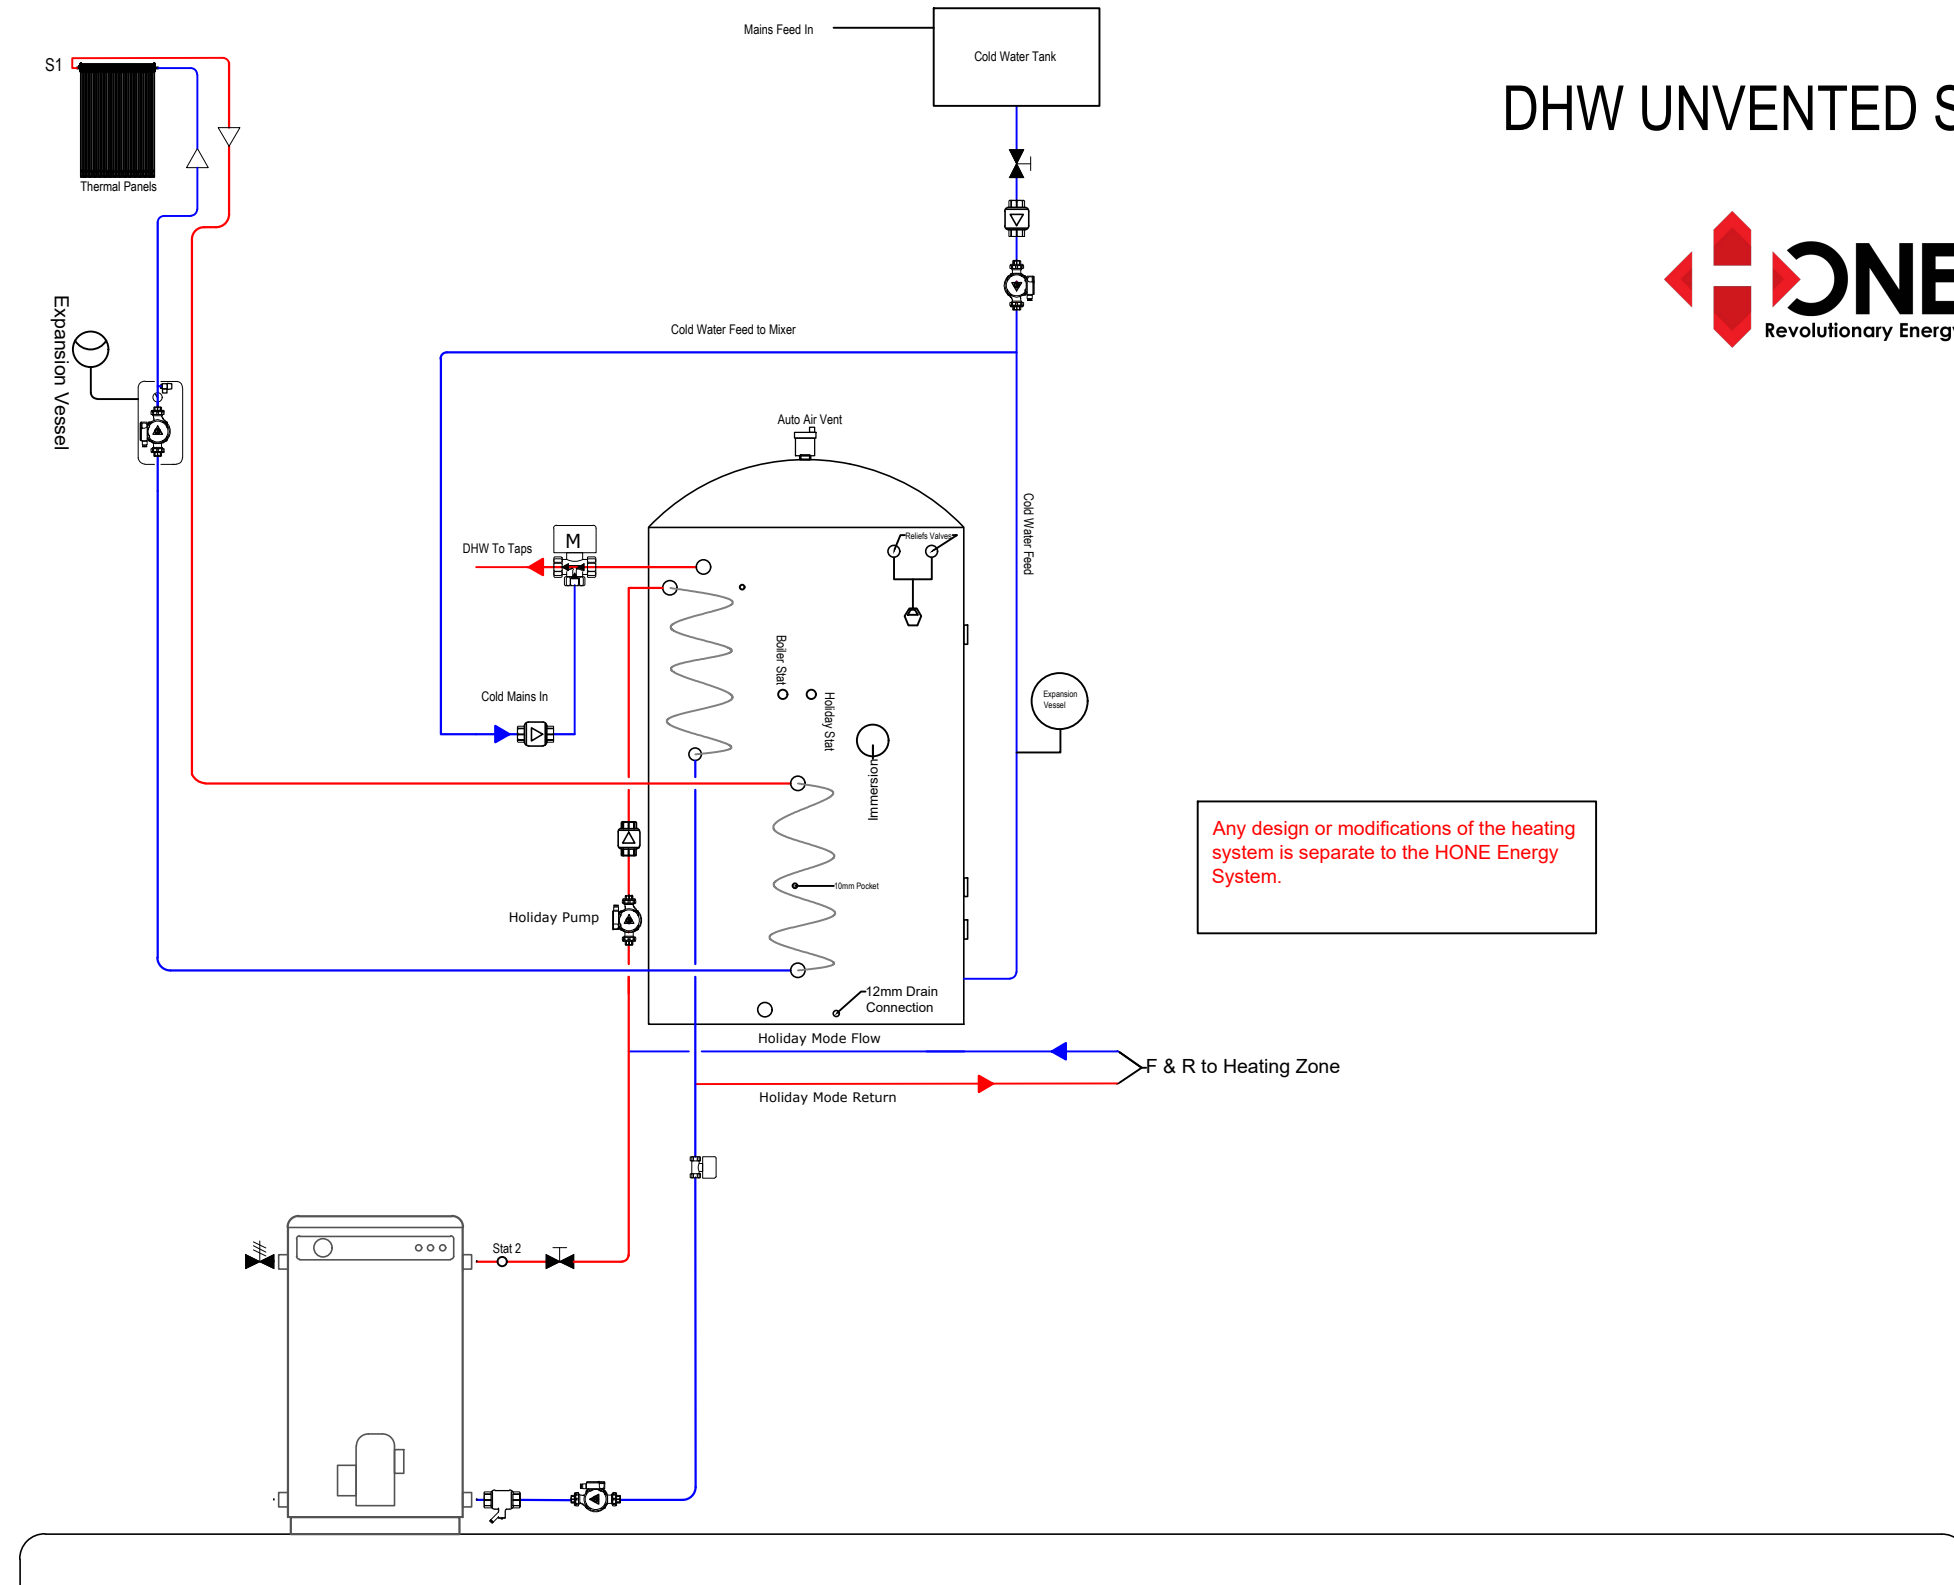 Mains Feed In
Cold Water Tank
S1
DHW UNVENTED S
Thermal Panels
ONE
Revolutionary Energy
Expansion Vessel
Cold Water Feed to Mixer
Auto Air Vent
Cold Water Feed
DHW To Taps
M
Reliefs Valves
Boiler Stat
Holiday Stat
Cold Mains In
Expansion
Vessel
Immersion
Any design or modifications of the heating
system is separate to the HONE Energy
System.
10mm Pocket
Holiday Pump
12mm Drain
Connection
Holiday Mode Flow
F & R to Heating Zone
Holiday Mode Return
Stat 2